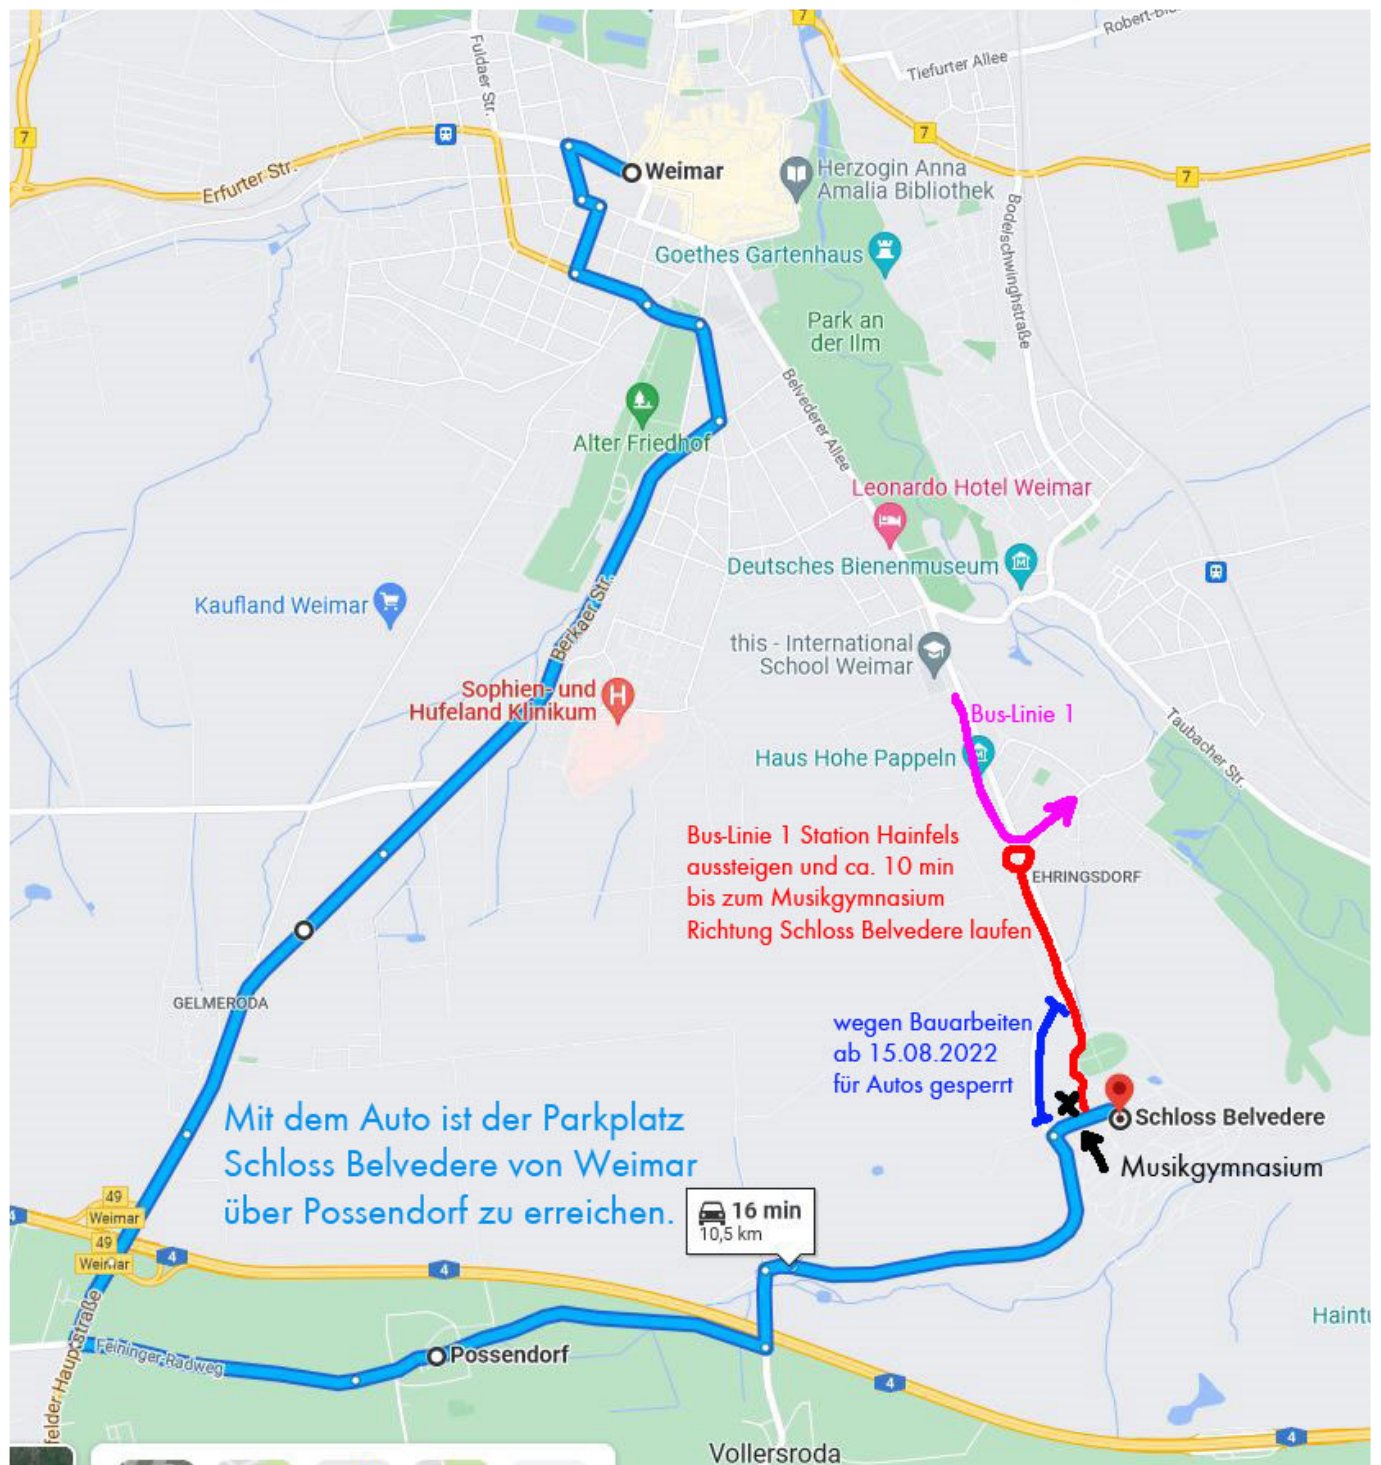 7
Robert-
Fuldaer Str.
Tiefurter Allee
7
7
7
Erfurter Str.
Weimar
Herzogin Anna
Amalia Bibliothek
Bodelschwinghstraße
Goethes Gartenhaus
Park an
der Ilm
Belvederer Allee
Alter Friedhof
Leonardo Hotel Weimar
Deutsches Bienenmuseum
Kaufland Weimar
Berkaer Str.
this - International
School Weimar
Sophien- und
Hufeland Klinikum
H
Bus-Linie 1
Taubacher Str.
Haus Hohe Pappeln
Bus-Linie 1 Station Hainfels
aussteigen und ca. 10 min
bis zum Musikgymnasium
Richtung Schloss Belvedere laufen
EHRINGSDORF
GELMERODA
wegen Bauarbeiten
ab 15.08.2022
für Autos gesperrt
Mit dem Auto ist der Parkplatz
Schloss Belvedere von Weimar
über Possendorf zu erreichen.
Schloss Belvedere
Musikgymnasium
49
Weimar
49
Weimar
4
4
4
16 min
10,5 km
Haintu
felder Hauptstraße
Feininger-Radweg
Possendorf
4
4
Vollersroda